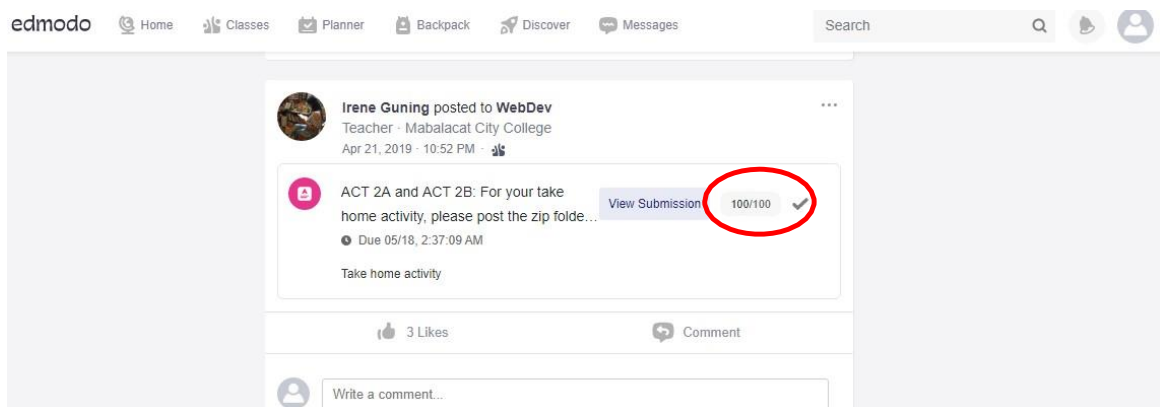 edmodo Home Classes Planner Backpack Discover Messages Search
Irene Guning posted to WebDev
Teacher · Mabalacat City College
Apr 21, 2019 · 10:52 PM ·
ACT 2A and ACT 2B: For your take
home activity, please post the zip folde...
View Submission 100/100
Due 05/18, 2:37:09 AM
Take home activity
3 Likes Comment
Write a comment...